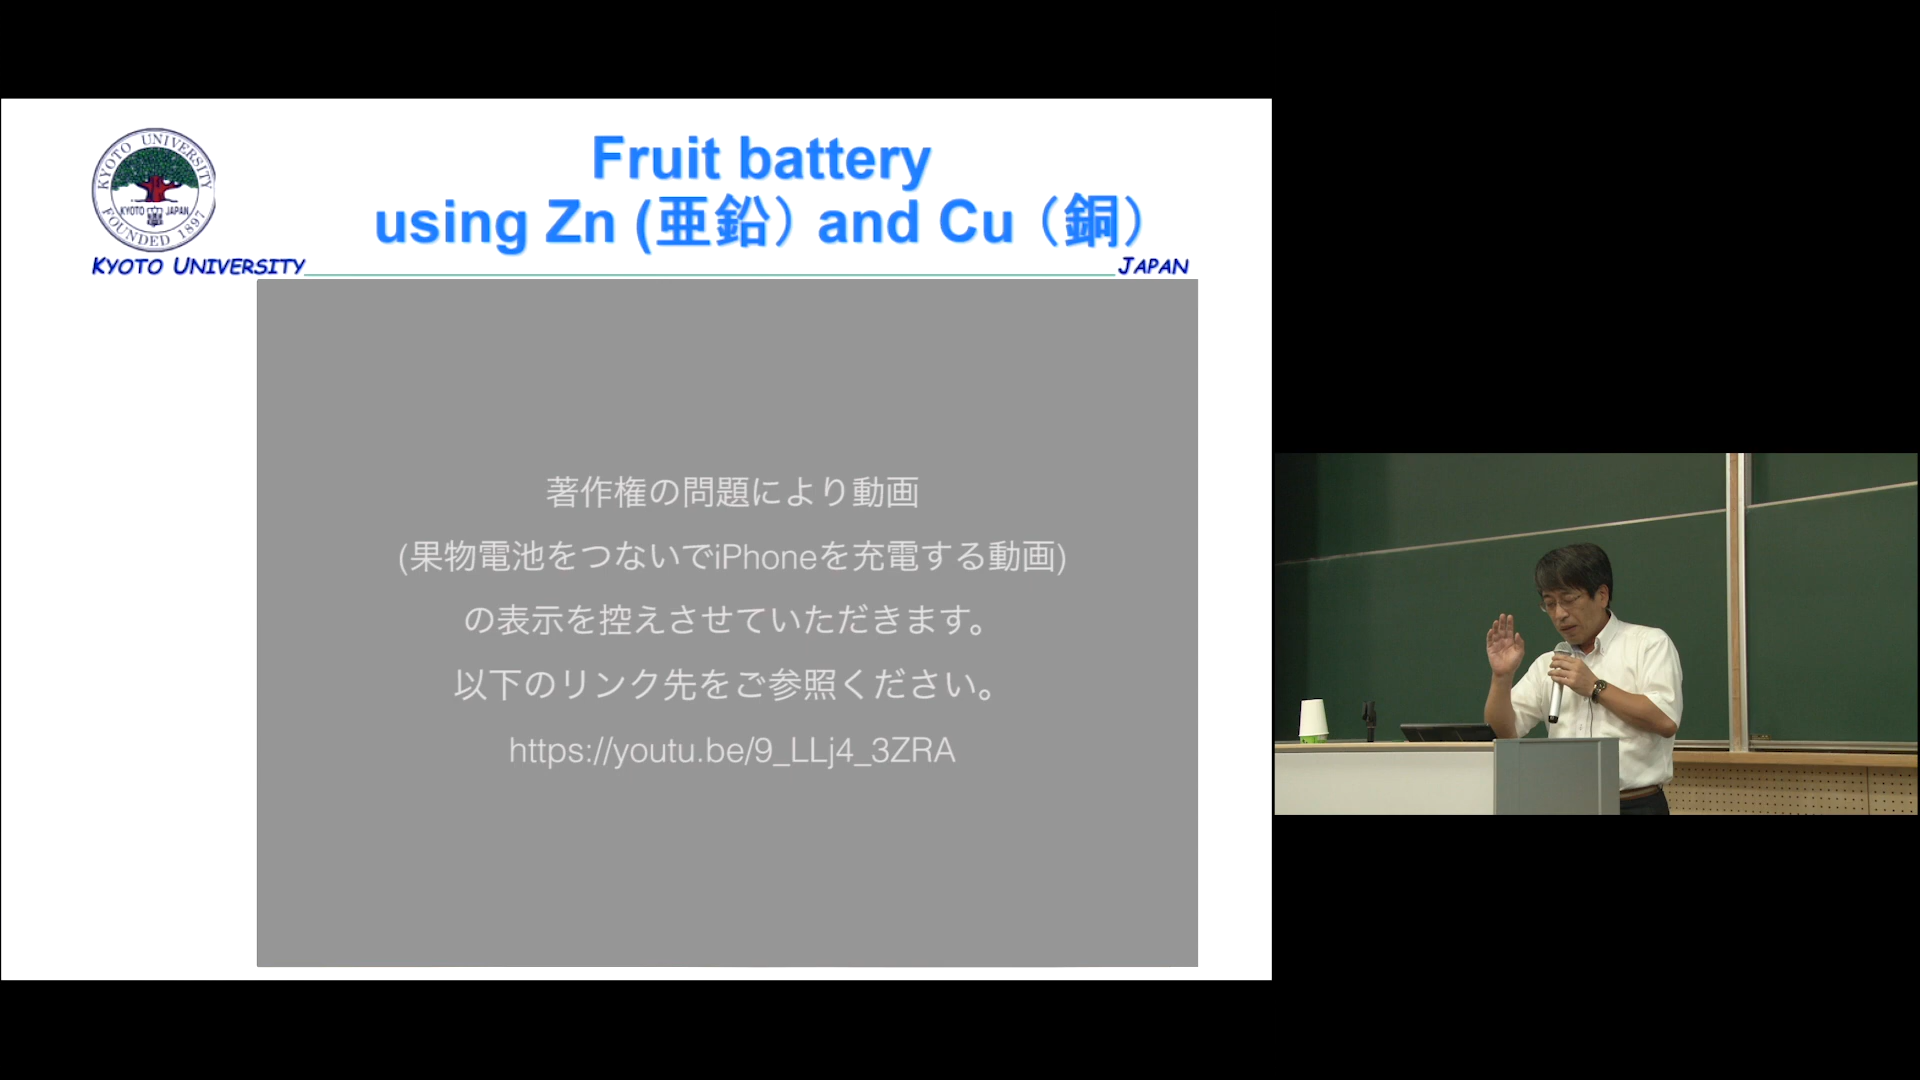 KYOTO UNIVERSITY
KYOTO JAPAN
FOUNDED 1897
Fruit battery
using Zn (亜鉛） and Cu（銅）
KYOTO UNIVERSITY
JAPAN
著作権の問題により動画
(果物電池をつないでiPhoneを充電する動画)
の表示を控えさせていただきます。
以下のリンク先をご参照ください。
https://youtu.be/9_LLj4_3ZRA